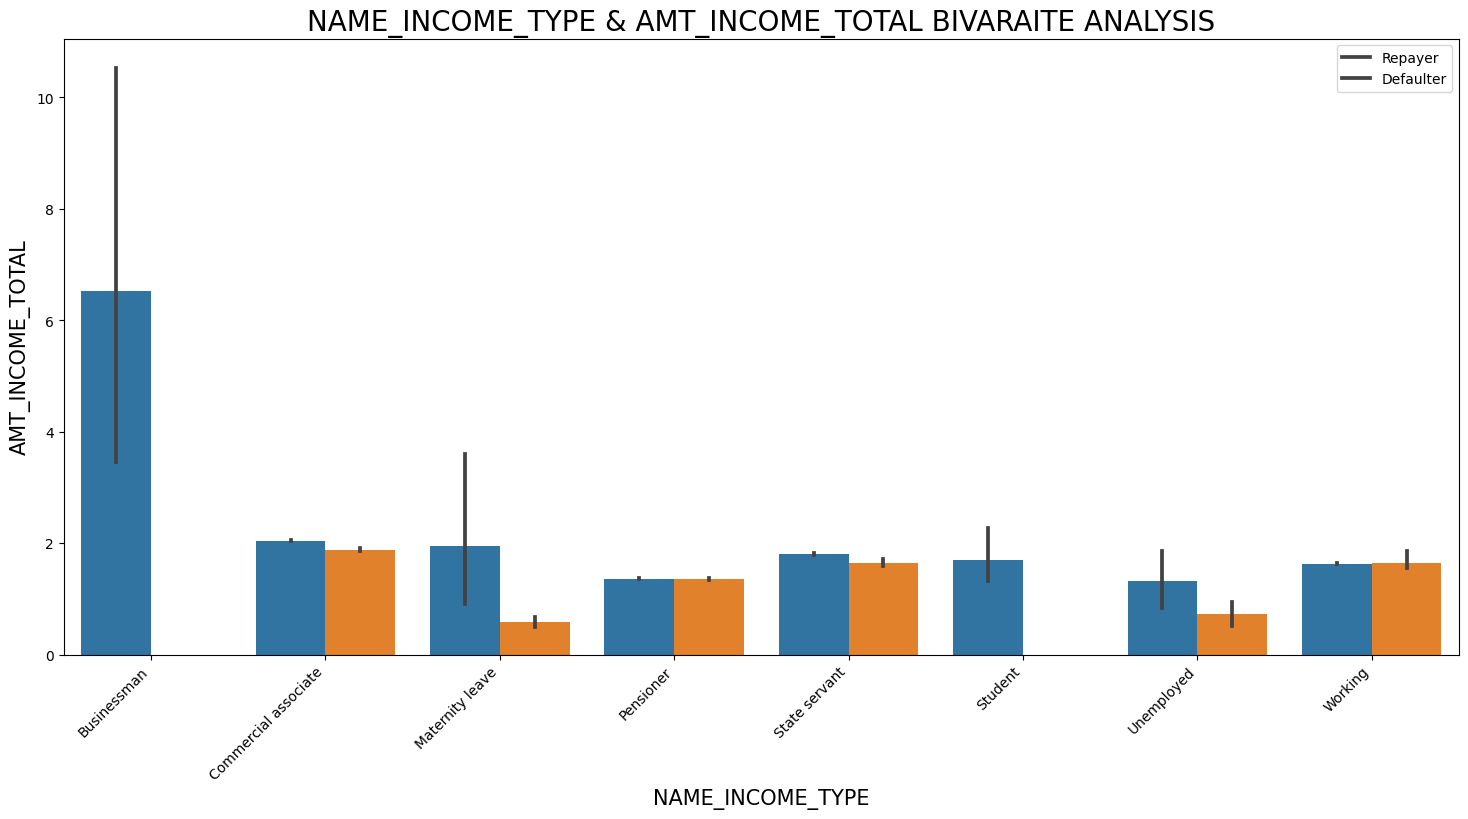 NAME_INCOME_TYPE & AMT_INCOME_TOTAL BIVARAITE ANALYSIS
Repayer
Defaulter
AMT_INCOME_TOTAL
10
8
6
4
2
0
Businessman
Commercial associate
Maternity leave
Pensioner
State servant
Student
Unemployed
Working
NAME_INCOME_TYPE